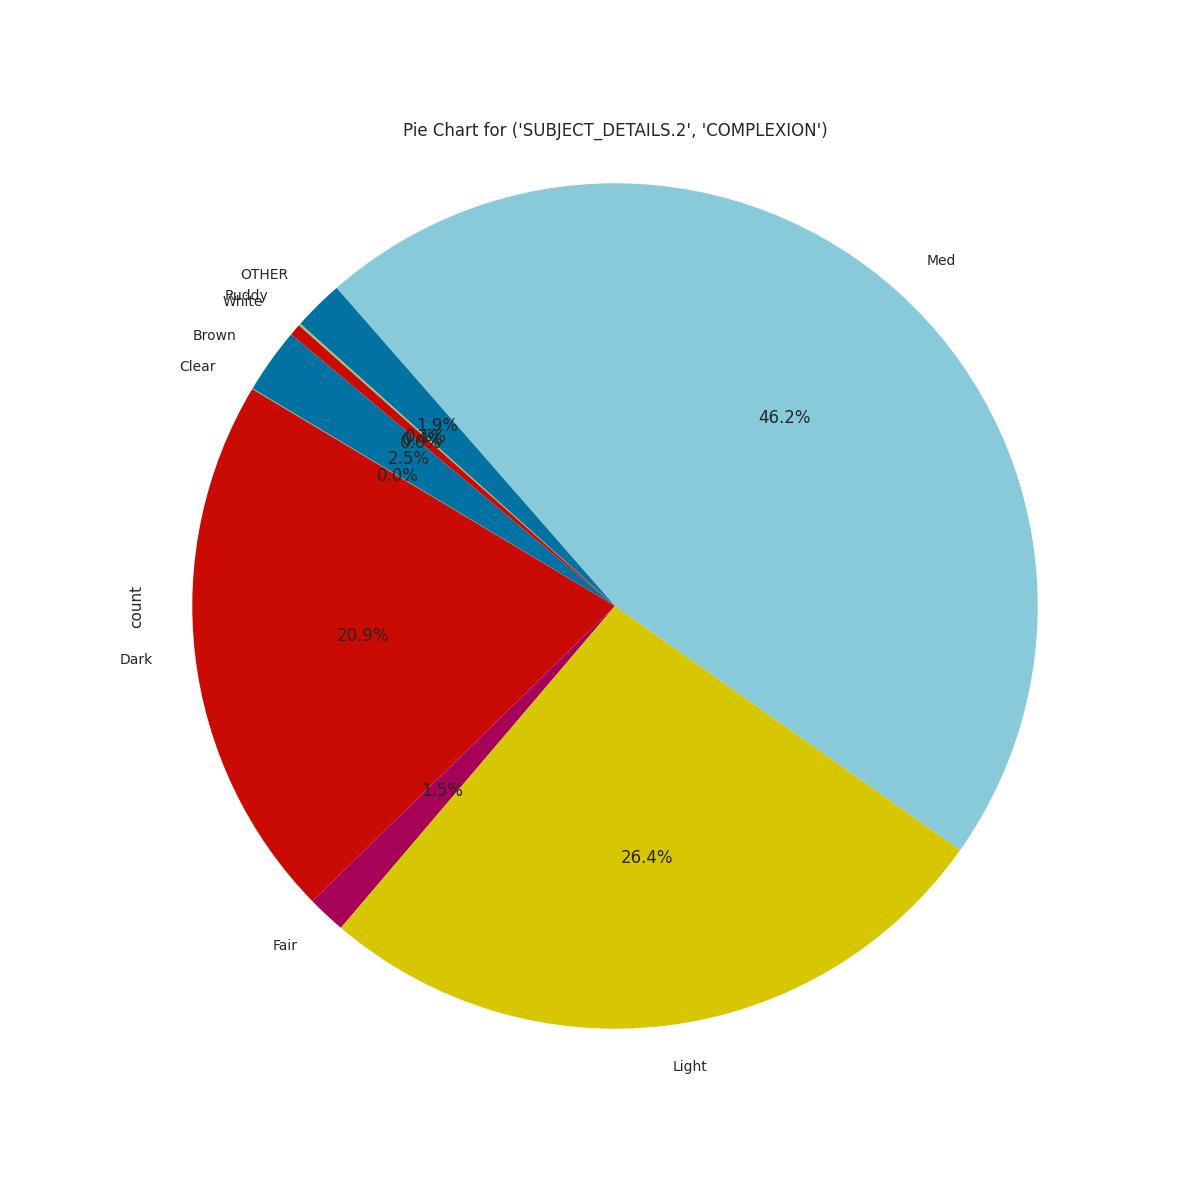 Pie Chart for ('SUBJECT_DETAILS.2', 'COMPLEXION')
Med
46.2%
OTHER
1.9%
Ruddy
White
Brown
2.5%
Clear
0.0%
count
Dark
20.9%
Fair
1.5%
Light
26.4%